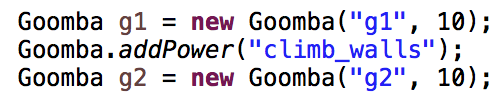 Goomba g1 = new Goomba("g1", 10);
Goomba.addPower("climb_walls");
Goomba g2 = new Goomba("g2", 10);